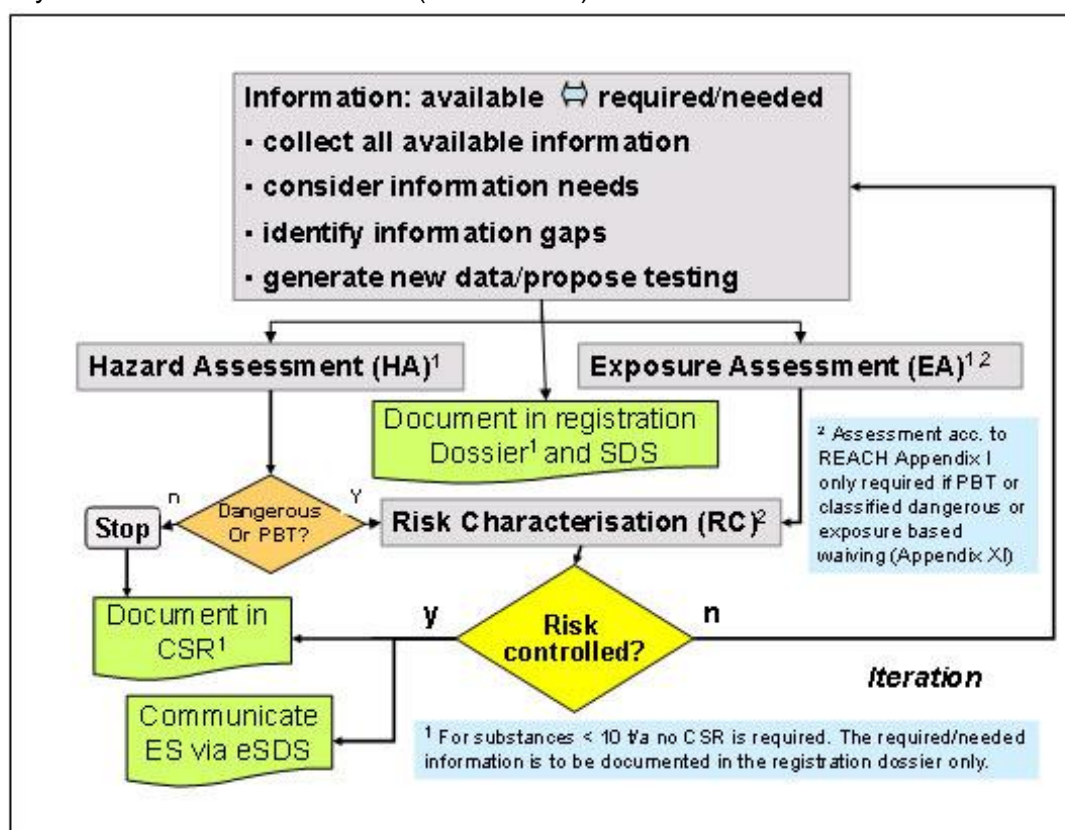 Information: available ⇔ required/needed
▪ collect all available information
▪ consider information needs
▪ identify information gaps
▪ generate new data/propose testing
Hazard Assessment (HA)¹
Exposure Assessment (EA)¹·²
Document in registration
Dossier¹ and SDS
² Assessment acc. to
REACH Appendix I
only required if PBT or
classified dangerous or
exposure based
waiving (Appendix XI)
n
Y
Dangerous
Or PBT?
Stop
Risk Characterisation (RC)²
Document in
CSR¹
y
n
Risk
controlled?
Iteration
Communicate
ES via eSDS
¹ For substances < 10 t/a no CSR is required. The required/needed
information is to be documented in the registration dossier only.